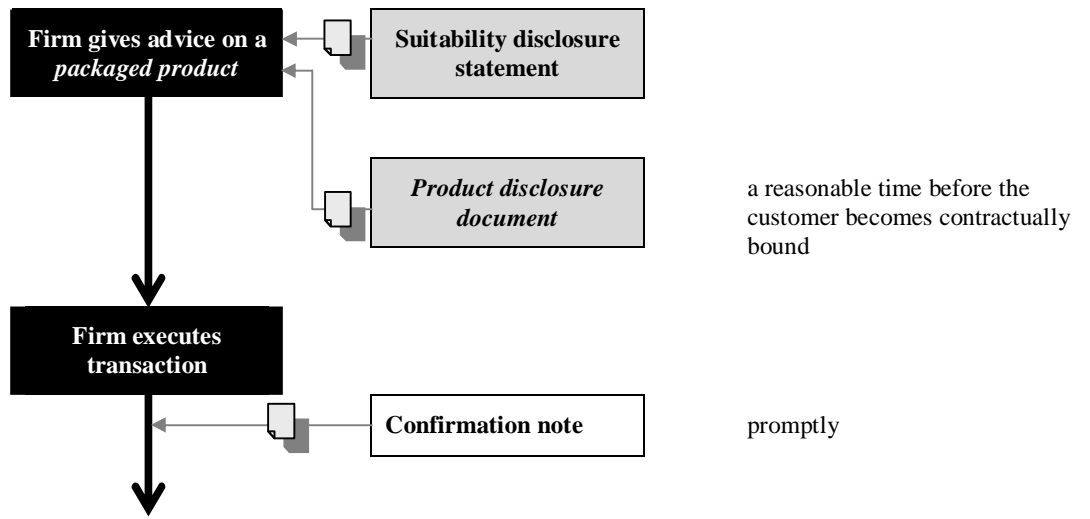 Firm gives advice on a
packaged product
Suitability disclosure
statement
Product disclosure
document
a reasonable time before the
customer becomes contractually
bound
Firm executes
transaction
Confirmation note
promptly